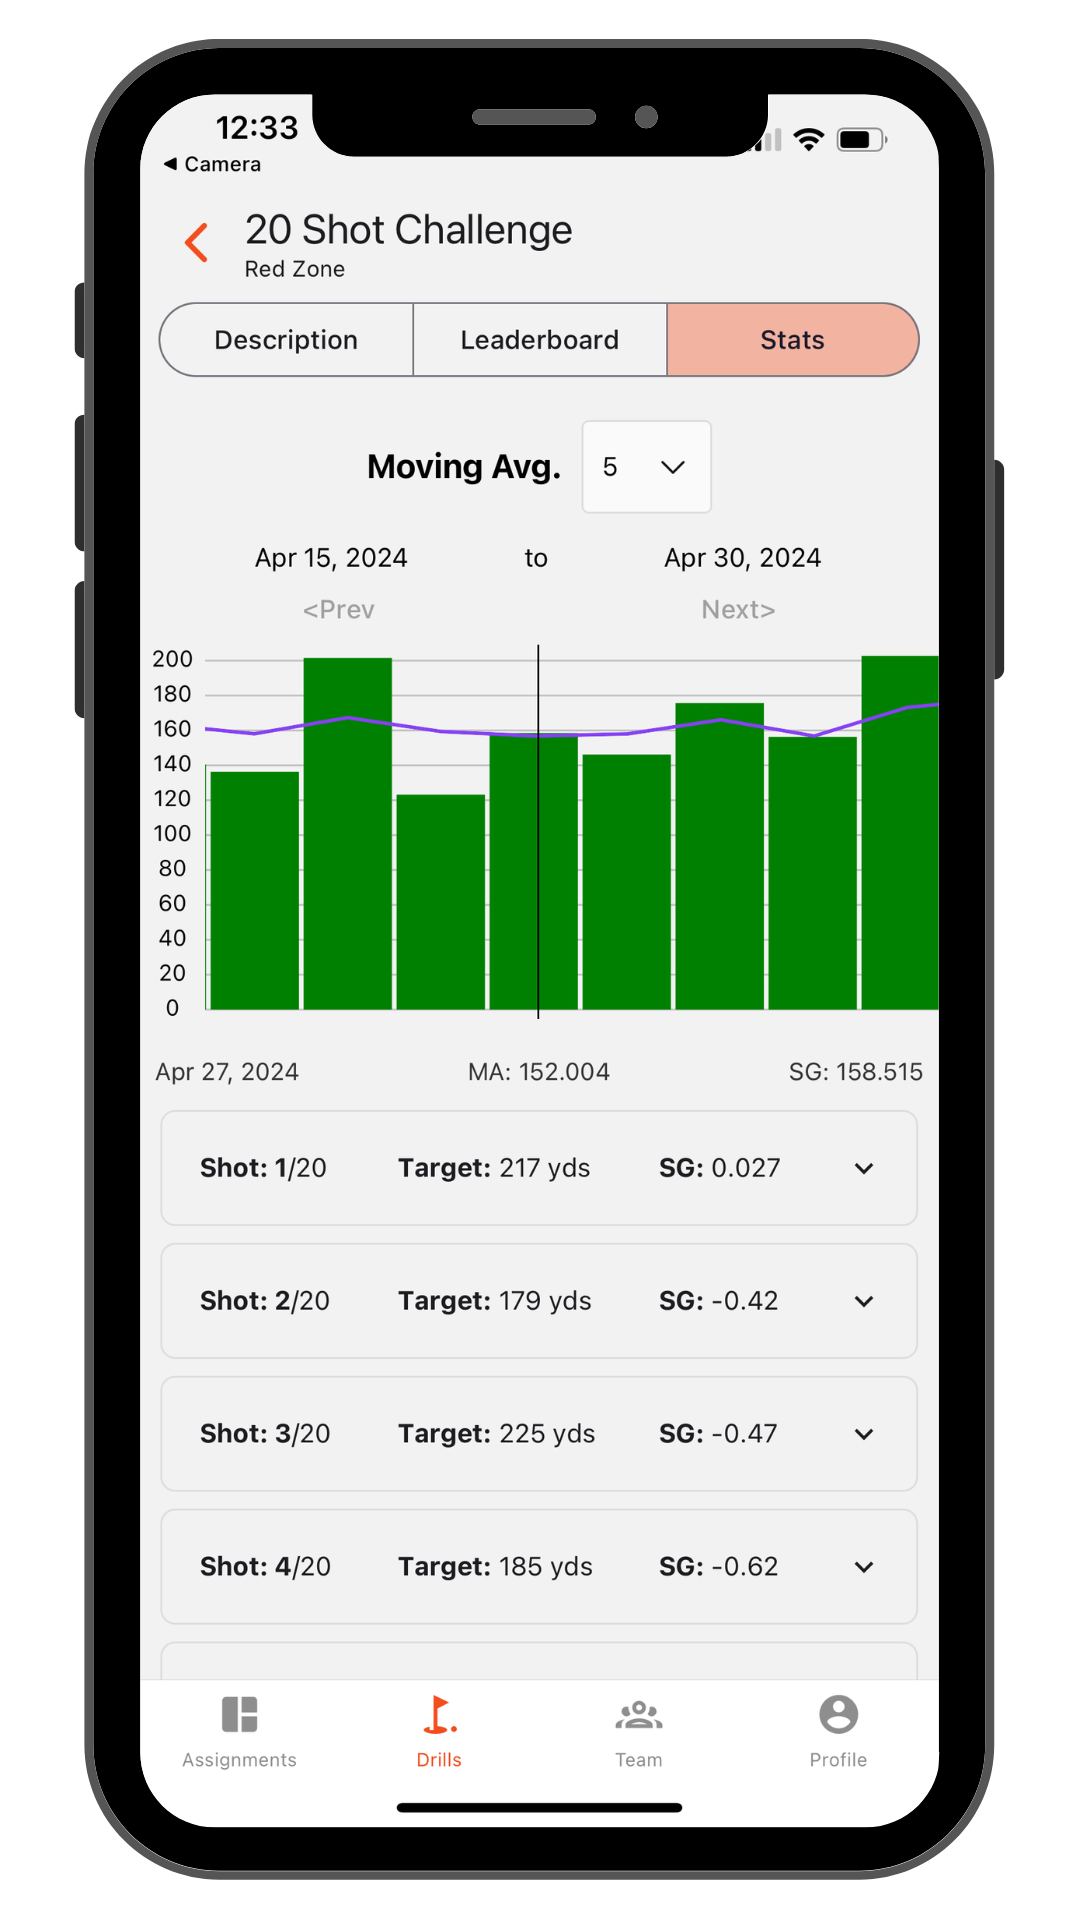 12:33
◀ Camera
20 Shot Challenge
Red Zone
Description Leaderboard Stats
Moving Avg. 5
Apr 15, 2024 to Apr 30, 2024
<Prev Next>
200
180
160
140
120
100
80
60
40
20
0
Apr 27, 2024 MA: 152.004 SG: 158.515
Shot: 1/20 Target: 217 yds SG: 0.027
Shot: 2/20 Target: 179 yds SG: -0.42
Shot: 3/20 Target: 225 yds SG: -0.47
Shot: 4/20 Target: 185 yds SG: -0.62
Assignments Drills Team Profile